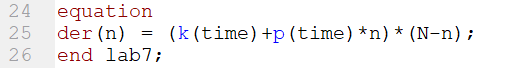 24 equation
25 der(n) = (k(time)+p(time)*n)*(N-n);
26 end lab7;